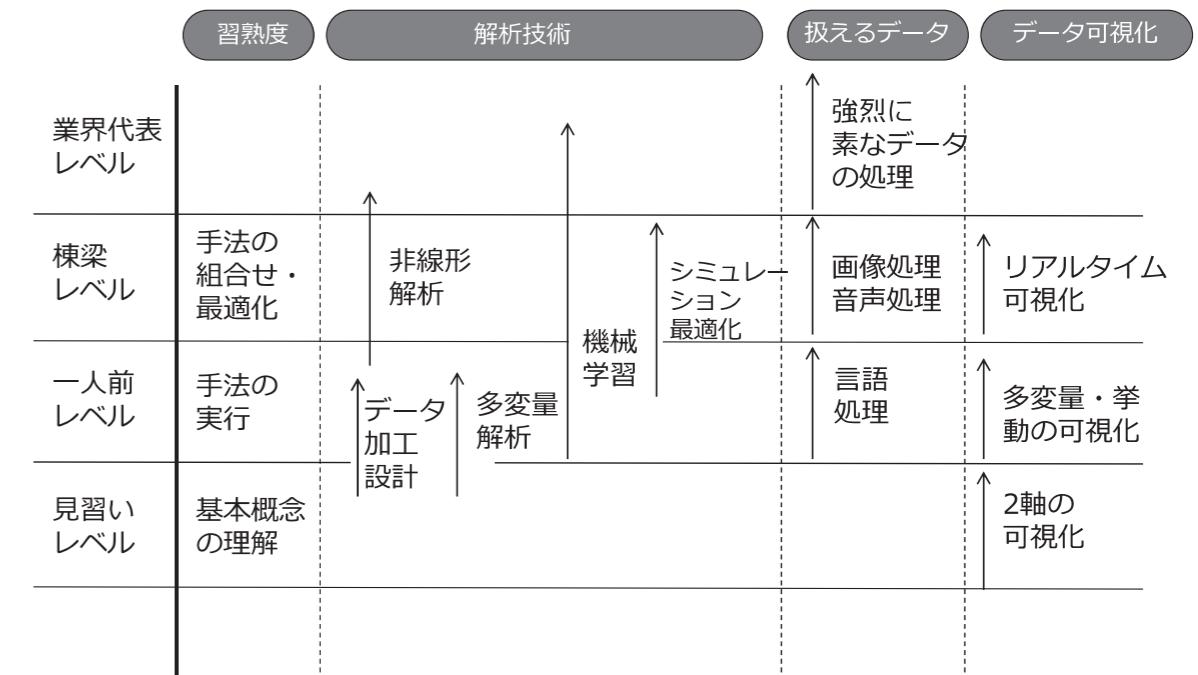 習熟度
解析技術
扱えるデータ
データ可視化
業界代表
レベル
強烈に
素なデータ
の処理
棟梁
レベル
手法の
組合せ・
最適化
非線形
解析
シミュレー
ション
最適化
画像処理
音声処理
リアルタイム
可視化
一人前
レベル
手法の
実行
データ
加工
設計
多変量
解析
機械
学習
言語
処理
多変量・挙
動の可視化
見習い
レベル
基本概念
の理解
2軸の
可視化